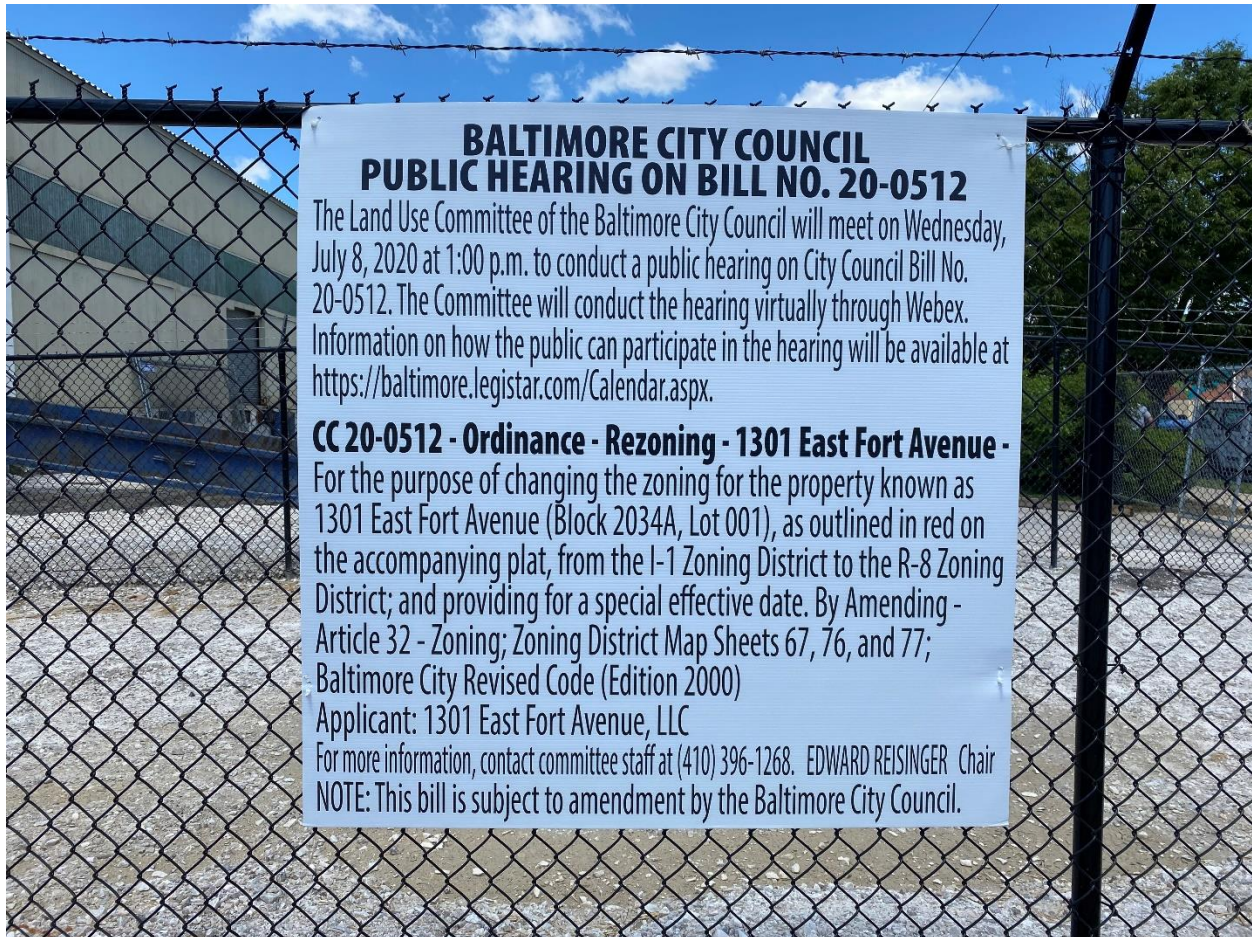 BALTIMORE CITY COUNCIL
PUBLIC HEARING ON BILL NO. 20-0512
The Land Use Committee of the Baltimore City Council will meet on Wednesday,
July 8, 2020 at 1:00 p.m. to conduct a public hearing on City Council Bill No.
20-0512. The Committee will conduct the hearing virtually through Webex.
Information on how the public can participate in the hearing will be available at
https://baltimore.legistar.com/Calendar.aspx.
CC 20-0512 - Ordinance - Rezoning - 1301 East Fort Avenue -
For the purpose of changing the zoning for the property known as
1301 East Fort Avenue (Block 2034A, Lot 001), as outlined in red on
the accompanying plat, from the I-1 Zoning District to the R-8 Zoning
District; and providing for a special effective date. By Amending -
Article 32 - Zoning; Zoning District Map Sheets 67, 76, and 77;
Baltimore City Revised Code (Edition 2000)
Applicant: 1301 East Fort Avenue, LLC
For more information, contact committee staff at (410) 396-1268. EDWARD REISINGER Chair
NOTE: This bill is subject to amendment by the Baltimore City Council.